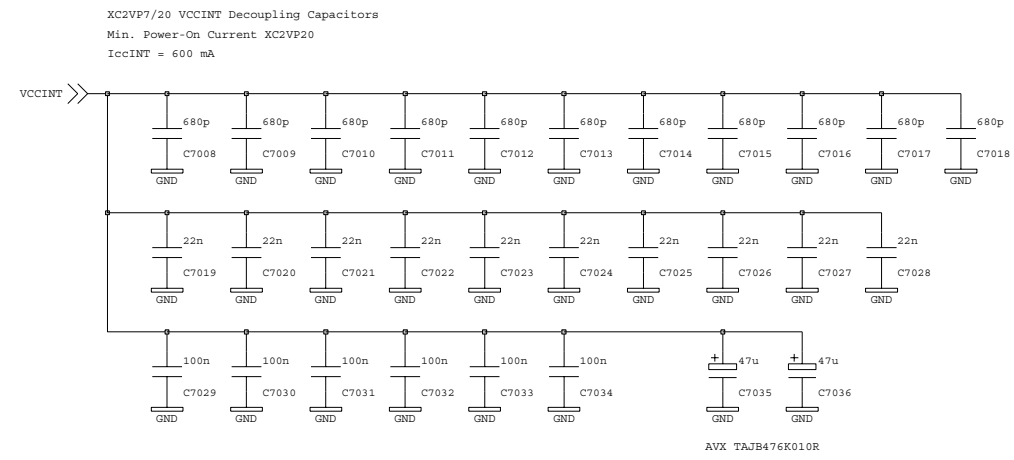 XC2VP7/20 VCCINT Decoupling Capacitors
Min. Power-On Current XC2VP20
IccINT = 600 mA
VCCINT
680p 680p 680p 680p 680p 680p 680p 680p 680p 680p 680p
C7008 C7009 C7010 C7011 C7012 C7013 C7014 C7015 C7016 C7017 C7018
GND GND GND GND GND GND GND GND GND GND GND
22n 22n 22n 22n 22n 22n 22n 22n 22n 22n
C7019 C7020 C7021 C7022 C7023 C7024 C7025 C7026 C7027 C7028
GND GND GND GND GND GND GND GND GND GND
100n 100n 100n 100n 100n 100n + 47u + 47u
C7029 C7030 C7031 C7032 C7033 C7034 C7035 C7036
GND GND GND GND GND GND GND GND
AVX TAJB476K010R